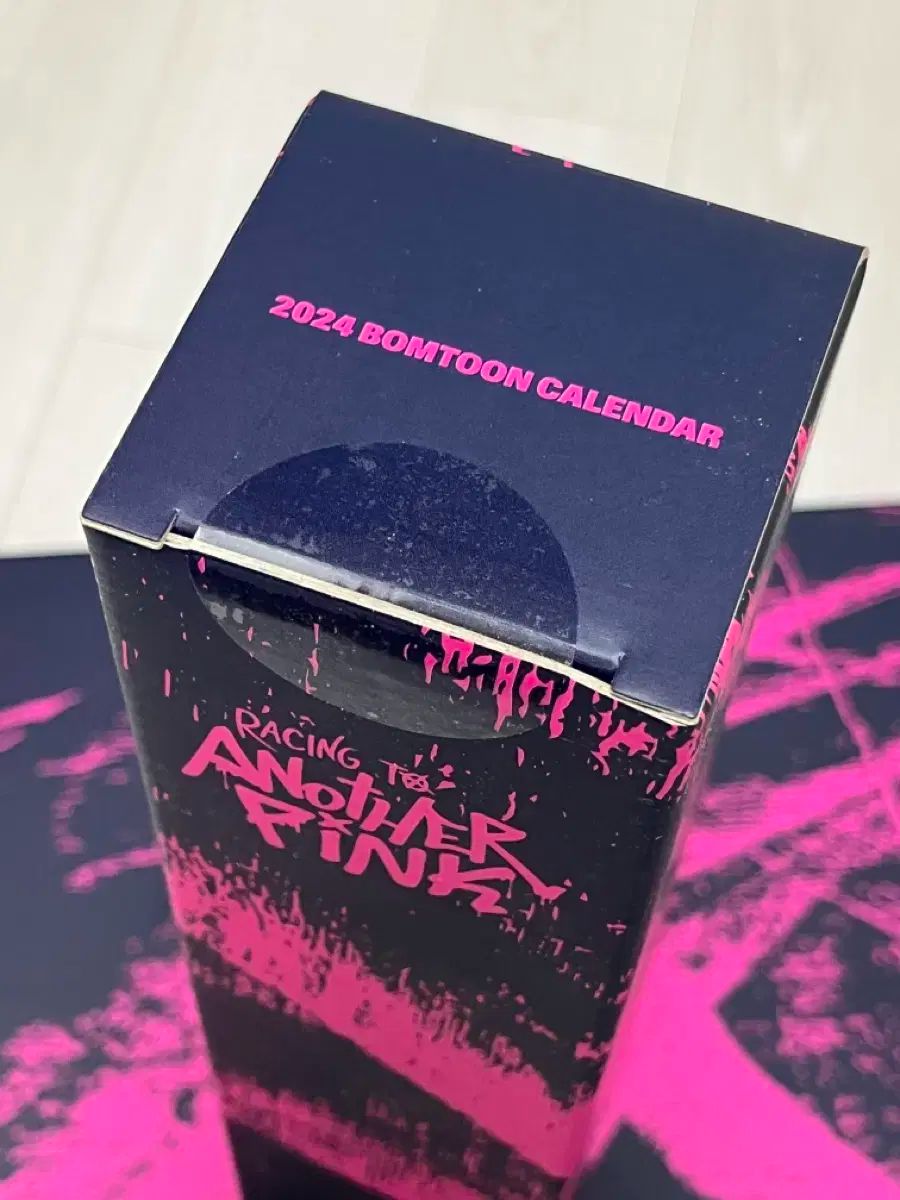 2024 BOMTOON CALENDAR
RACING TO
ANOTHER
PINK